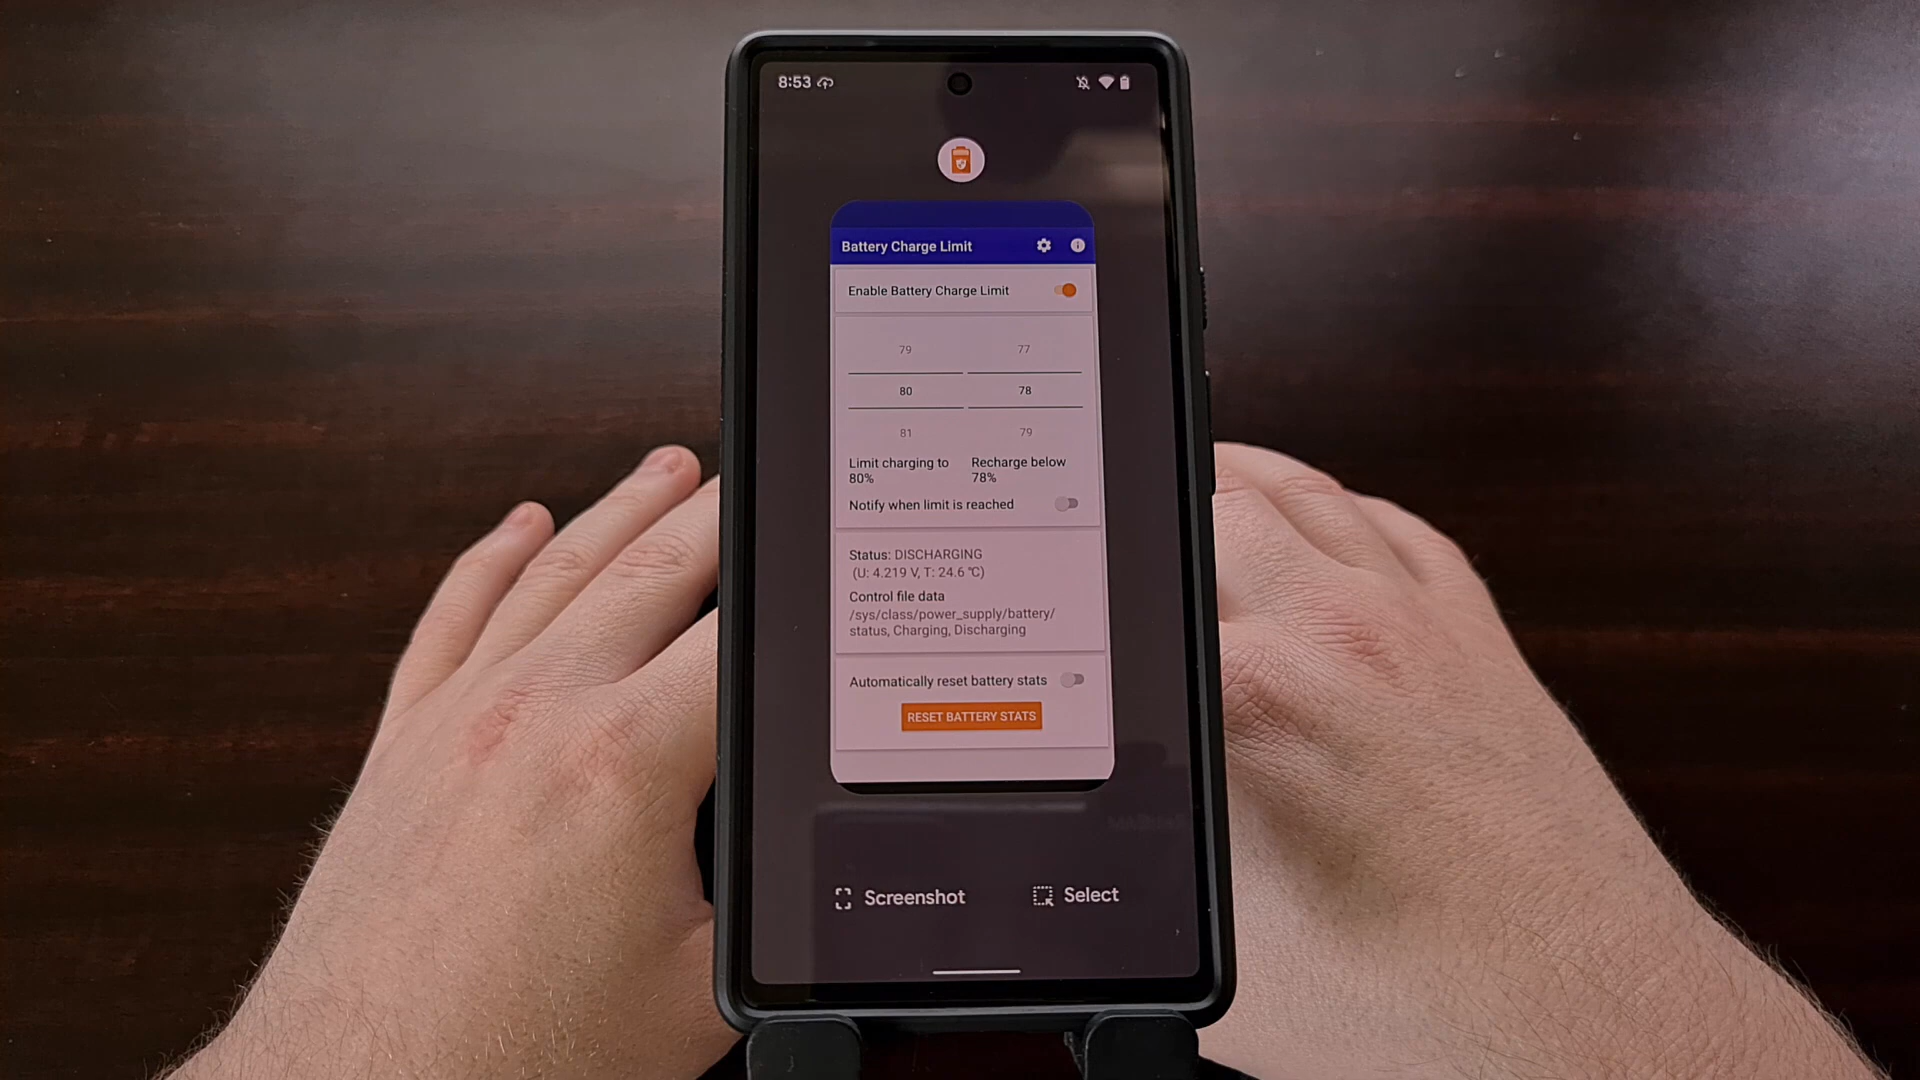 8:53
Battery Charge Limit
Enable Battery Charge Limit
79 77
80 78
81 79
Limit charging to Recharge below
80% 78%
Notify when limit is reached
Status: DISCHARGING
(U: 4.219 V, T: 24.6 °C)
Control file data
/sys/class/power_supply/battery/
status, Charging, Discharging
Automatically reset battery stats
RESET BATTERY STATS
Screenshot Select